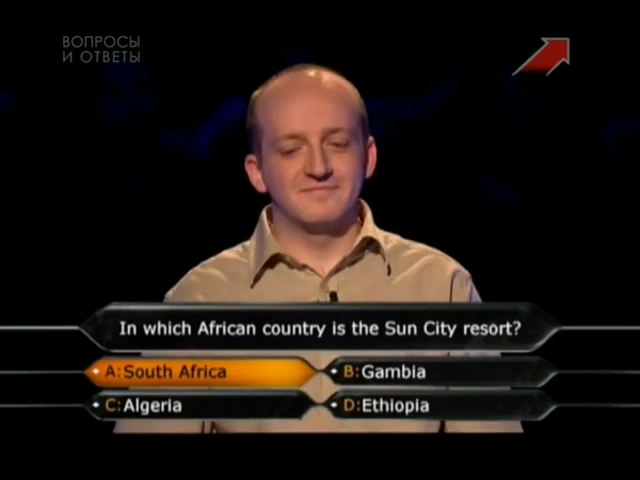 ВОПРОСЫ
И ОТВЕТЫ
In which African country is the Sun City resort?
A: South Africa
B: Gambia
C: Algeria
D: Ethiopia